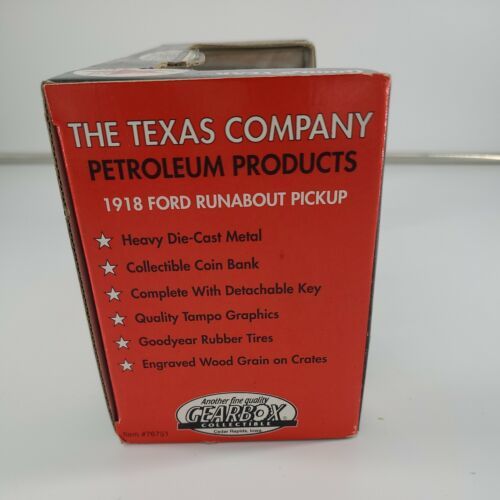 THE TEXAS COMPANY
PETROLEUM PRODUCTS
1918 FORD RUNABOUT PICKUP
Heavy Die-Cast Metal
Collectible Coin Bank
Complete With Detachable Key
Quality Tampo Graphics
Goodyear Rubber Tires
Engraved Wood Grain on Crates
Another fine quality
GEARBOX
COLLECTIBLE
Cedar Rapids, Iowa
Item #76751